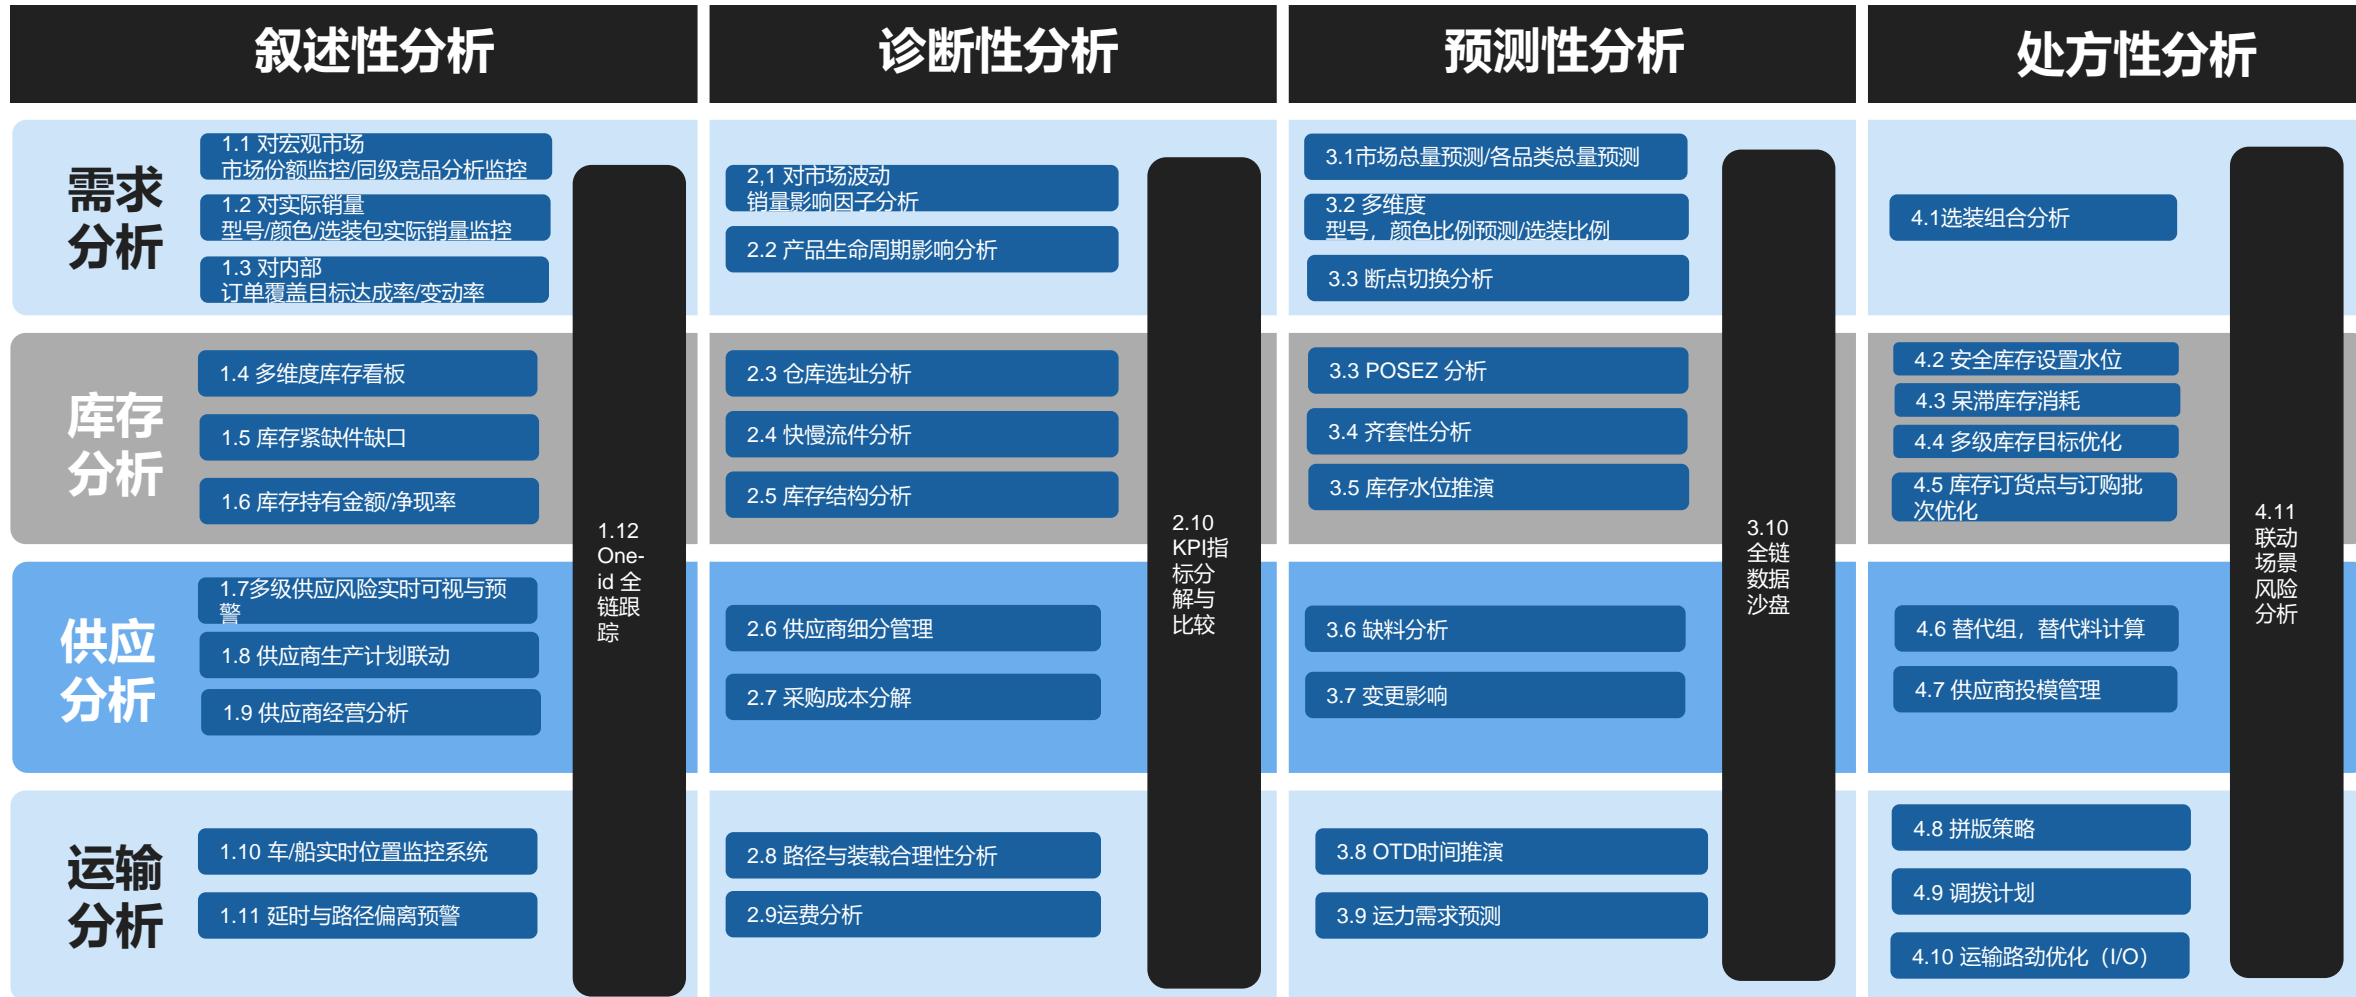 叙述性分析
诊断性分析
预测性分析
处方性分析
需求
分析
1.1 对宏观市场
市场份额监控/同级竞品分析监控
1.2 对实际销量
型号/颜色/选装包实际销量监控
1.3 对内部
订单覆盖目标达成率/变动率
2,1 对市场波动
销量影响因子分析
2.2 产品生命周期影响分析
3.1市场总量预测/各品类总量预测
3.2 多维度
型号，颜色比例预测/选装比例
3.3 断点切换分析
4.1选装组合分析
库存
分析
1.4 多维度库存看板
1.5 库存紧缺件缺口
1.6 库存持有金额/净现率
2.3 仓库选址分析
2.4 快慢流件分析
2.5 库存结构分析
3.3 POSEZ 分析
3.4 齐套性分析
3.5 库存水位推演
4.2 安全库存设置水位
4.3 呆滞库存消耗
4.4 多级库存目标优化
4.5 库存订货点与订购批
次优化
供应
分析
1.7多级供应风险实时可视与预
警
1.8 供应商生产计划联动
1.9 供应商经营分析
2.6 供应商细分管理
2.7 采购成本分解
3.6 缺料分析
3.7 变更影响
4.6 替代组，替代料计算
4.7 供应商投模管理
运输
分析
1.10 车/船实时位置监控系统
1.11 延时与路径偏离预警
2.8 路径与装载合理性分析
2.9运费分析
3.8 OTD时间推演
3.9 运力需求预测
4.8 拼版策略
4.9 调拨计划
4.10 运输路劲优化（I/O）
1.12
One-
id 全
链跟
踪
2.10
KPI指
标分
解与
比较
3.10
全链
数据
沙盘
4.11
联动
场景
风险
分析